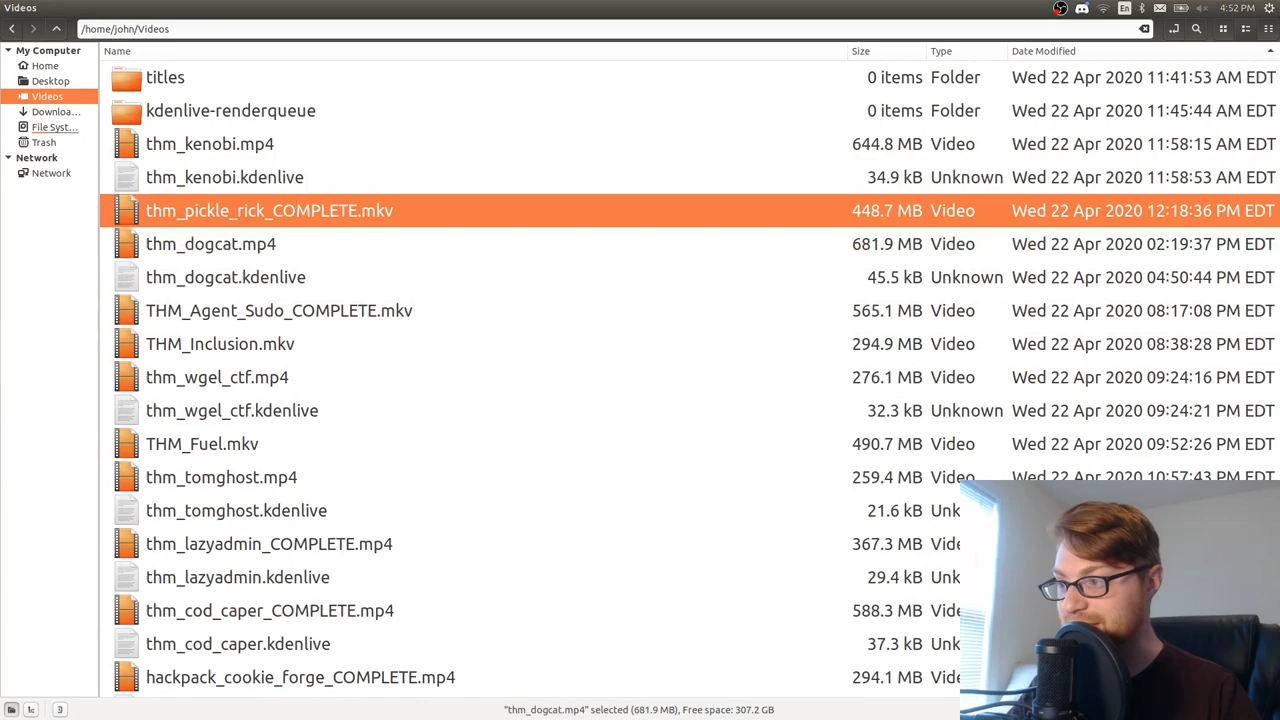 Videos
En
4:52 PM
/home/john/Videos
My Computer
Home
Desktop
Videos
Downloa...
File Syst...
Trash
Network
Network
Name Size Type Date Modified
titles 0 items Folder Wed 22 Apr 2020 11:41:53 AM EDT
kdenlive-renderqueue 0 items Folder Wed 22 Apr 2020 11:45:44 AM EDT
thm_kenobi.mp4 644.8 MB Video Wed 22 Apr 2020 11:58:15 AM EDT
thm_kenobi.kdenlive 34.9 kB Unknown Wed 22 Apr 2020 11:58:53 AM EDT
thm_pickle_rick_COMPLETE.mkv 448.7 MB Video Wed 22 Apr 2020 12:18:36 PM EDT
thm_dogcat.mp4 681.9 MB Video Wed 22 Apr 2020 02:19:37 PM EDT
thm_dogcat.kdenlive 45.5 kB Unknown Wed 22 Apr 2020 04:50:44 PM EDT
THM_Agent_Sudo_COMPLETE.mkv 565.1 MB Video Wed 22 Apr 2020 08:17:08 PM EDT
THM_Inclusion.mkv 294.9 MB Video Wed 22 Apr 2020 08:38:28 PM EDT
thm_wgel_ctf.mp4 276.1 MB Video Wed 22 Apr 2020 09:24:16 PM EDT
thm_wgel_ctf.kdenlive 32.3 kB Unknown Wed 22 Apr 2020 09:24:21 PM EDT
THM_Fuel.mkv 490.7 MB Video Wed 22 Apr 2020 09:52:26 PM EDT
thm_tomghost.mp4 259.4 MB Video Wed 22 Apr 2020 10:57:43 PM EDT
thm_tomghost.kdenlive 21.6 kB Unk
thm_lazyadmin_COMPLETE.mp4 367.3 MB Vide
thm_lazyadmin.kdenlive 29.4 kB Unk
thm_cod_caper_COMPLETE.mp4 588.3 MB Vide
thm_cod_caper.kdenlive 37.3 kB Unk
hackpack_cookie_forge_COMPLETE.mp4 294.1 MB Vide
"thm_dogcat.mp4" selected (681.9 MB), Free space: 307.2 GB